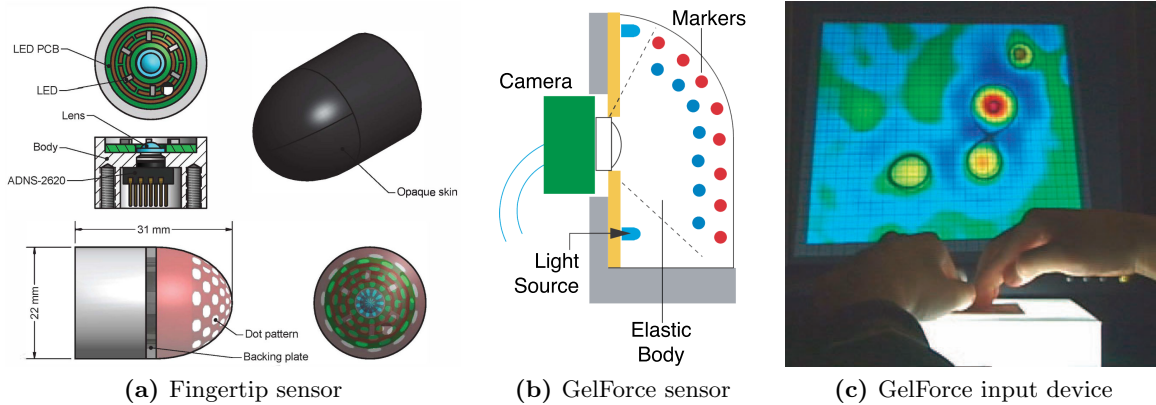 LED PCB
LED
Lens
Body
ADNS-2620
Opaque skin
31 mm
22 mm
Dot pattern
Backing plate
(a) Fingertip sensor
Markers
Camera
Light
Source
Elastic
Body
(b) GelForce sensor
(c) GelForce input device